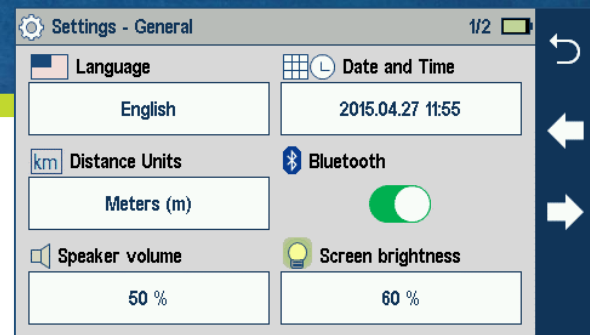 Settings - General 1/2
Language Date and Time
English 2015.04.27 11:55
km Distance Units Bluetooth
Meters (m)
Speaker volume Screen brightness
50 % 60 %